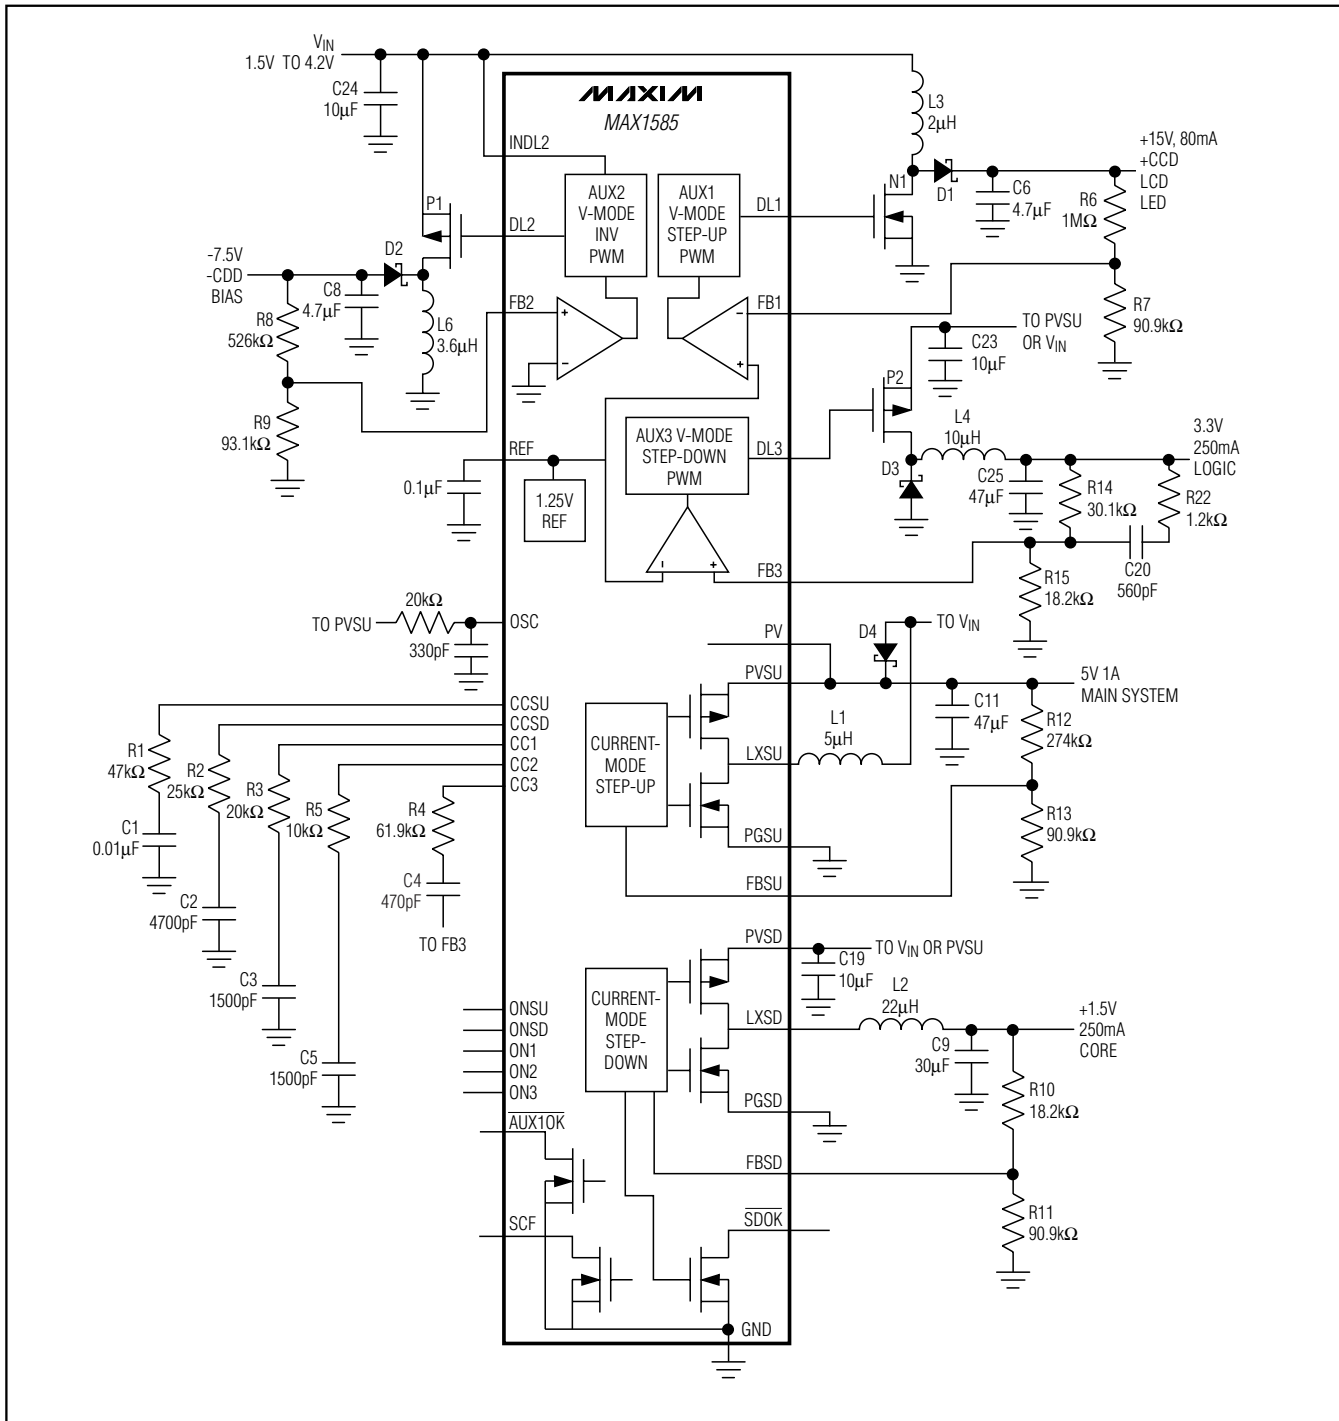 VIN
1.5V TO 4.2V
C24
10µF
MAXIM
MAX1585
INDL2
AUX2
V-MODE
INV
PWM
AUX1
V-MODE
STEP-UP
PWM
DL1
DL2
P1
N1
L3
2µH
D1
C6
4.7µF
+15V, 80mA
+CCD
LCD
LED
R6
1MΩ
R7
90.9kΩ
-7.5V
-CDD
BIAS
D2
C8
4.7µF
R8
526kΩ
L6
3.6µH
R9
93.1kΩ
FB2
+
–
FB1
–
+
TO PVSU
OR VIN
C23
10µF
P2
REF
0.1µF
1.25V
REF
AUX3 V-MODE
STEP-DOWN
PWM
DL3
–
+
FB3
L4
10µH
D3
C25
47µF
R14
30.1kΩ
3.3V
250mA
LOGIC
R22
1.2kΩ
C20
560pF
R15
18.2kΩ
TO PVSU
20kΩ
330pF
OSC
PV
D4
TO VIN
PVSU
5V 1A
MAIN SYSTEM
C11
47µF
R12
274kΩ
L1
5µH
LXSU
CURRENT-
MODE
STEP-UP
PGSU
R13
90.9kΩ
FBSU
CCSU
CCSD
CC1
CC2
CC3
R1
47kΩ
R2
25kΩ
R3
20kΩ
R5
10kΩ
R4
61.9kΩ
C1
0.01µF
C2
4700pF
C4
470pF
TO FB3
C3
1500pF
C5
1500pF
PVSD
TO VIN OR PVSU
C19
10µF
CURRENT-
MODE
STEP-
DOWN
LXSD
L2
22µH
C9
30µF
+1.5V
250mA
CORE
R10
18.2kΩ
PGSD
FBSD
R11
90.9kΩ
ONSU
ONSD
ON1
ON2
ON3
AUX1OK
SCF
SDOK
GND